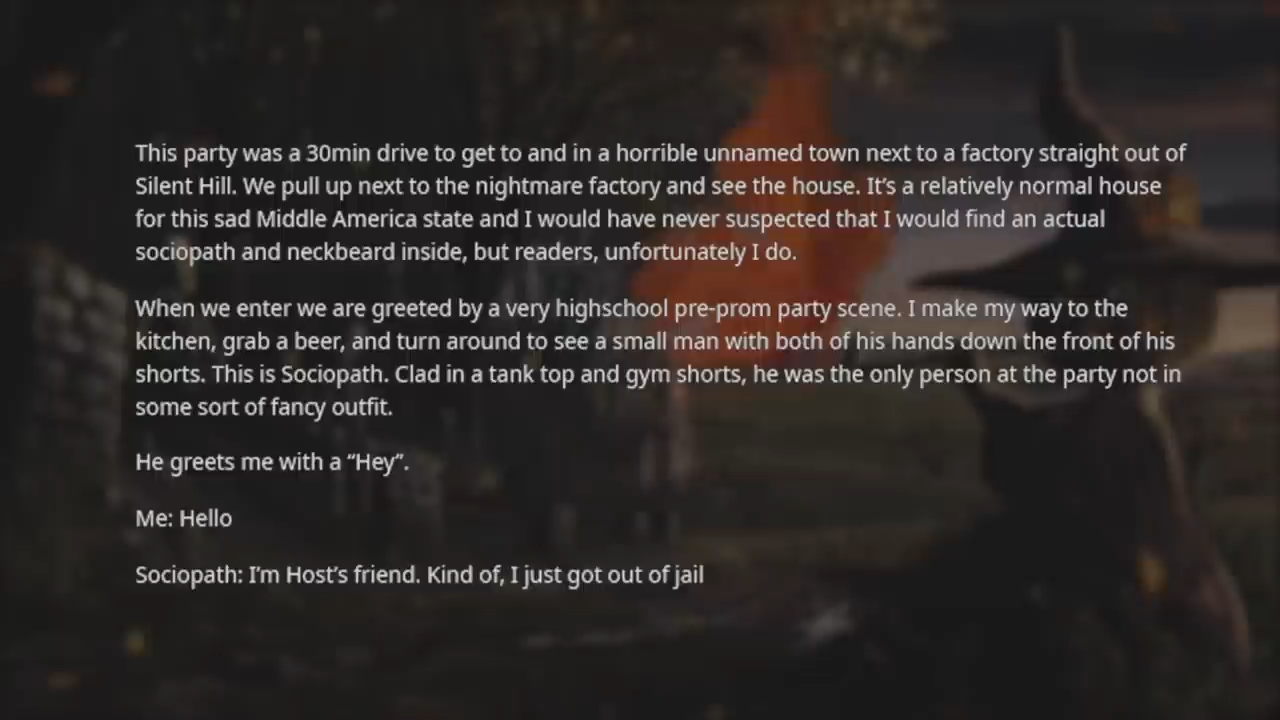 This party was a 30min drive to get to and in a horrible unnamed town next to a factory straight out of
Silent Hill. We pull up next to the nightmare factory and see the house. It’s a relatively normal house
for this sad Middle America state and I would have never suspected that I would find an actual
sociopath and neckbeard inside, but readers, unfortunately I do.
When we enter we are greeted by a very highschool pre-prom party scene. I make my way to the
kitchen, grab a beer, and turn around to see a small man with both of his hands down the front of his
shorts. This is Sociopath. Clad in a tank top and gym shorts, he was the only person at the party not in
some sort of fancy outfit.
He greets me with a “Hey”.
Me: Hello
Sociopath: I’m Host’s friend. Kind of, I just got out of jail